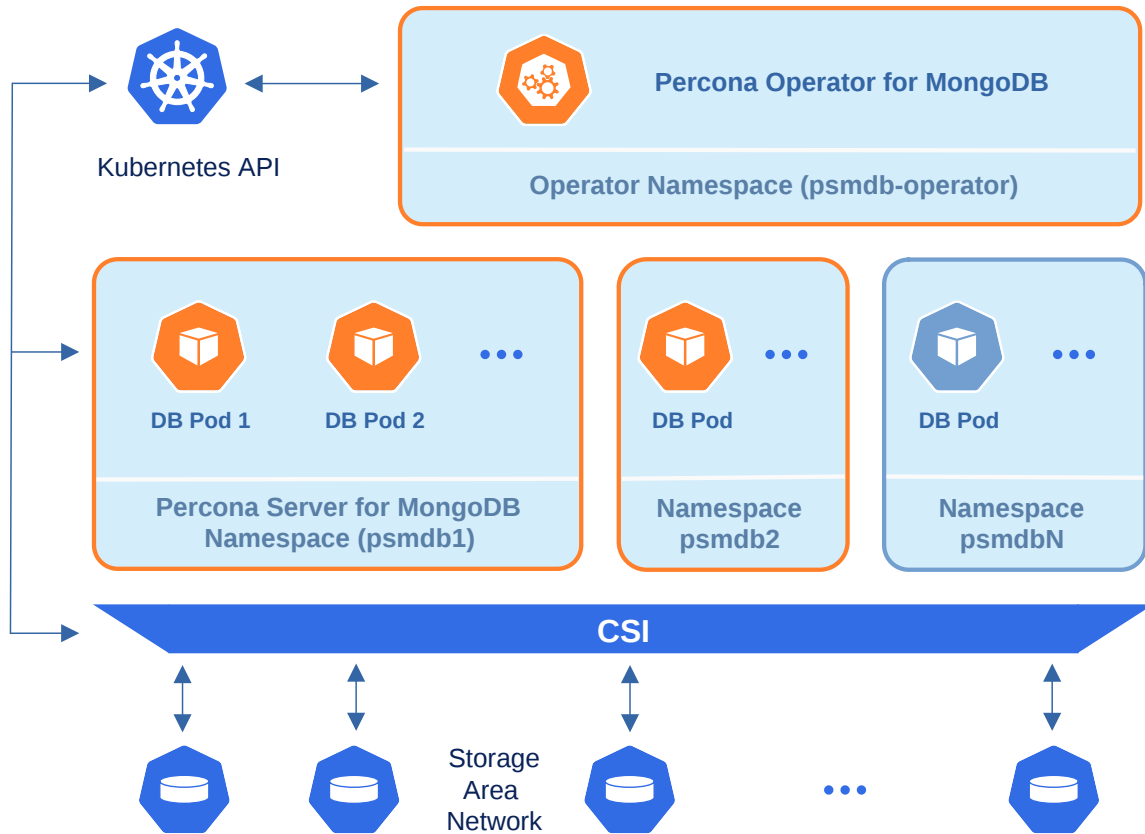 Percona Operator for MongoDB
Kubernetes API
Operator Namespace (psmdb-operator)
DB Pod 1
DB Pod 2
DB Pod
DB Pod
Percona Server for MongoDB
Namespace (psmdb1)
Namespace
psmdb2
Namespace
psmdbN
CSI
Storage
Area
Network